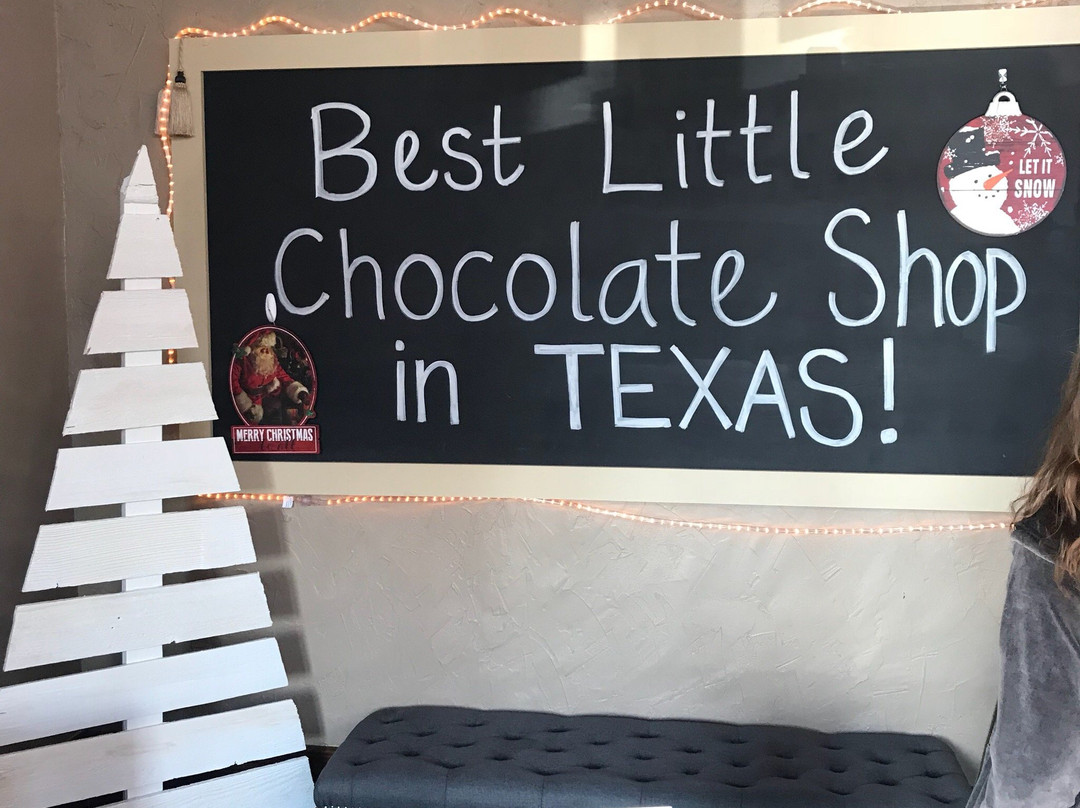 Best Little
Chocolate Shop
in TEXAS!
LET IT
SNOW
MERRY CHRISTMAS